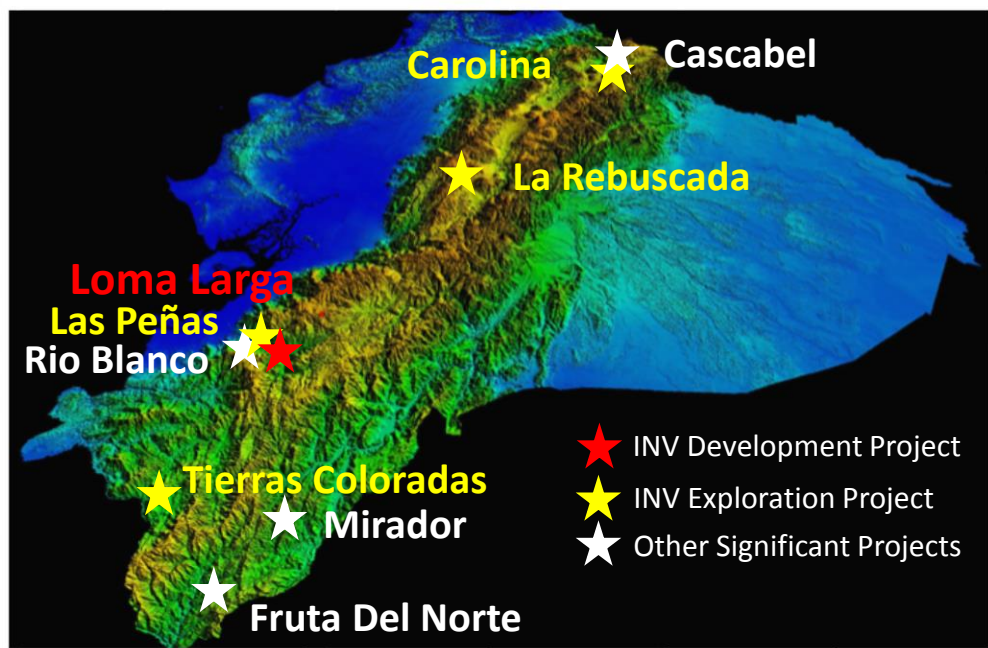 Cascabel
Carolina
La Rebuscada
Loma Larga
Las Peñas
Rio Blanco
Tierras Coloradas
Mirador
Fruta Del Norte
INV Development Project
INV Exploration Project
Other Significant Projects